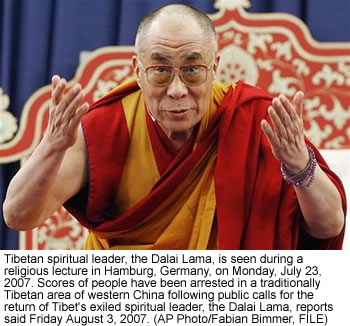 Tibetan spiritual leader, the Dalai Lama, is seen during a
religious lecture in Hamburg, Germany, on Monday, July 23,
2007. Scores of people have been arrested in a traditionally
Tibetan area of western China following public calls for the
return of Tibet's exiled spiritual leader, the Dalai Lama, reports
said Friday August 3, 2007. (AP Photo/Fabian Bimmer, FILE)